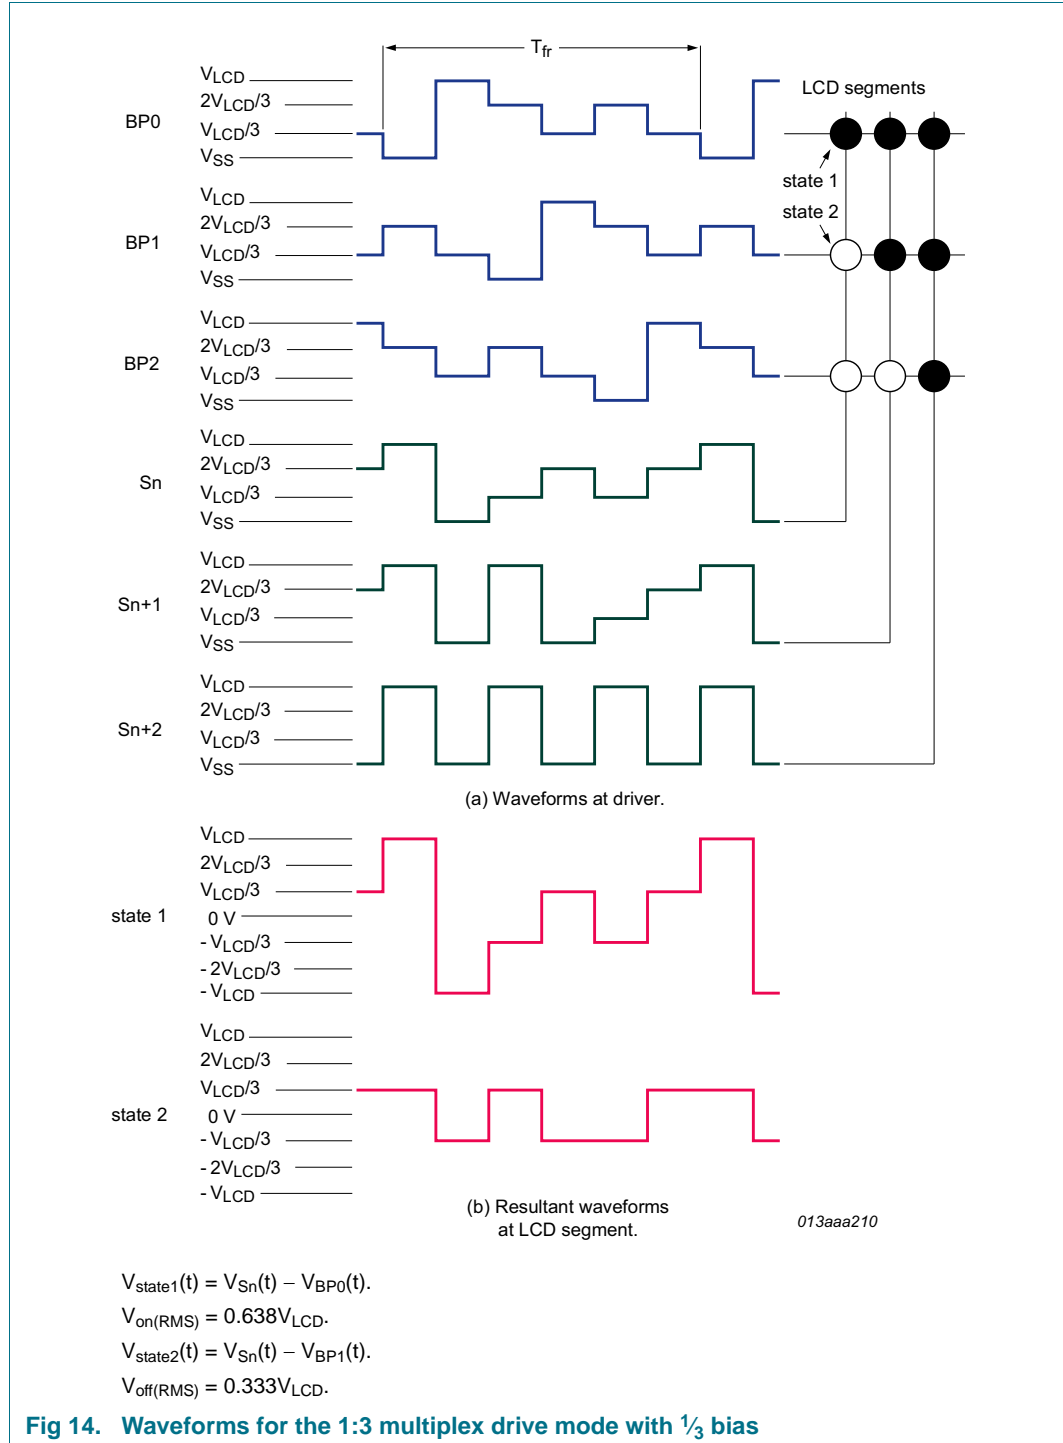 Tfr
VLCD
2VLCD/3
BP0
VLCD/3
VSS
LCD segments
state 1
state 2
VLCD
2VLCD/3
BP1
VLCD/3
VSS
VLCD
2VLCD/3
BP2
VLCD/3
VSS
VLCD
2VLCD/3
Sn
VLCD/3
VSS
VLCD
2VLCD/3
Sn+1
VLCD/3
VSS
VLCD
2VLCD/3
Sn+2
VLCD/3
VSS
(a) Waveforms at driver.
VLCD
2VLCD/3
VLCD/3
state 1
0 V
- VLCD/3
- 2VLCD/3
- VLCD
VLCD
2VLCD/3
VLCD/3
state 2
0 V
- VLCD/3
- 2VLCD/3
- VLCD
(b) Resultant waveforms
at LCD segment.
013aaa210
Vstate1(t) = VSn(t) − VBP0(t).
Von(RMS) = 0.638VLCD.
Vstate2(t) = VSn(t) − VBP1(t).
Voff(RMS) = 0.333VLCD.
Fig 14. Waveforms for the 1:3 multiplex drive mode with 1⁄3 bias